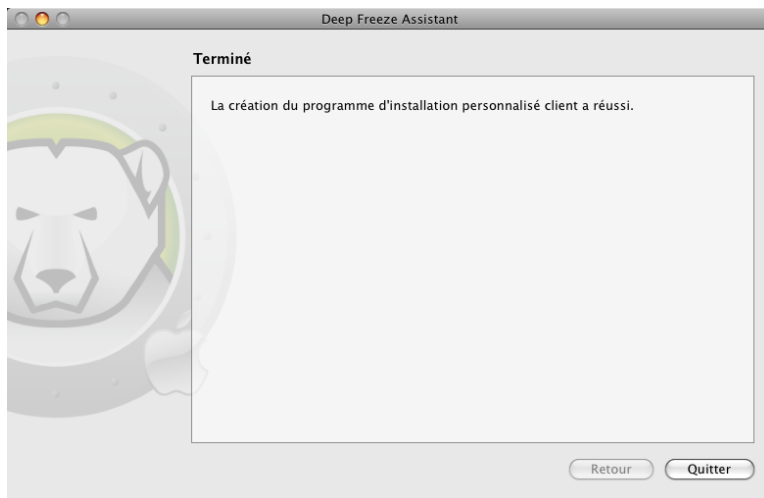 Deep Freeze Assistant
Terminé
La création du programme d'installation personnalisé client a réussi.
Retour
Quitter